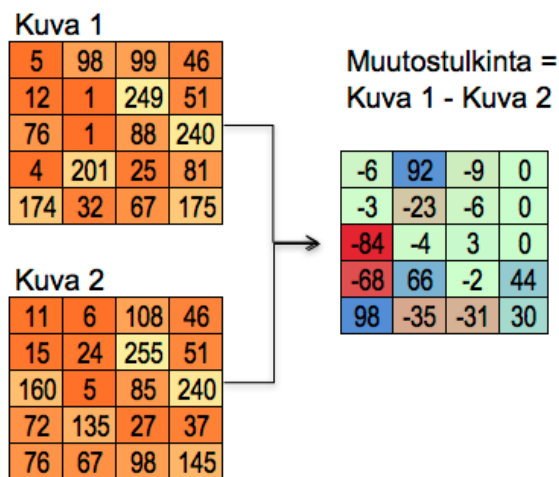 Kuva 1
5 98 99 46
12 1 249 51
76 1 88 240
4 201 25 81
174 32 67 175
Kuva 2
11 6 108 46
15 24 255 51
160 5 85 240
72 135 27 37
76 67 98 145
Muutostulkinta =
Kuva 1 - Kuva 2
-6 92 -9 0
-3 -23 -6 0
-84 -4 3 0
-68 66 -2 44
98 -35 -31 30